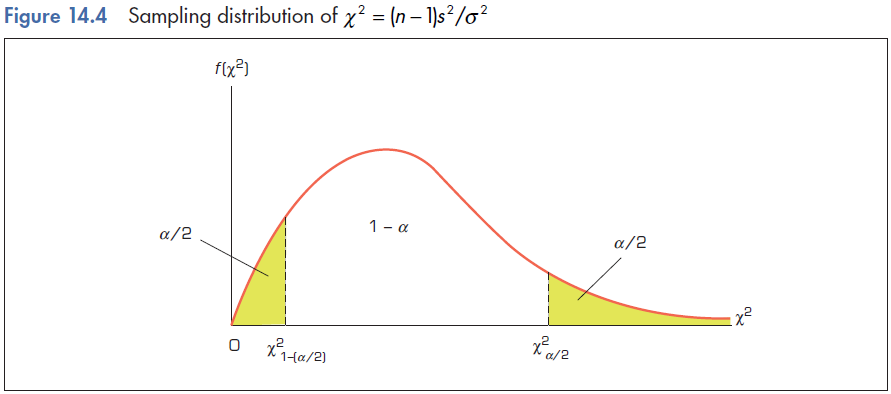 Figure 14.4 Sampling distribution of χ² = (n – 1)s²/σ²
f(χ²)
α/2
1 – α
α/2
0
χ²₁₋(α/2)
χ²α/2
χ²